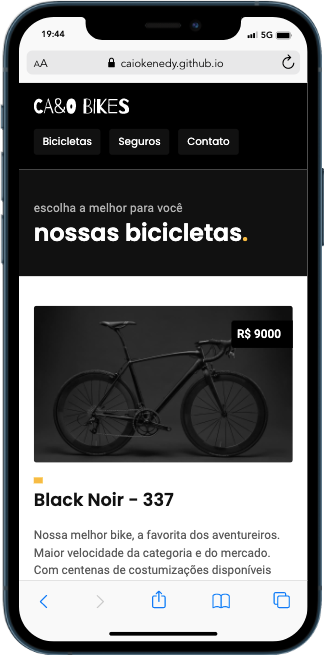 19:44
5G
AA
caiokenedy.github.io
CA&O BIKES
Bicicletas Seguros Contato
escolha a melhor para você
nossas bicicletas.
R$ 9000
Black Noir - 337
Nossa melhor bike, a favorita dos aventureiros.
Maior velocidade da categoria e do mercado.
Com centenas de costumizações disponíveis